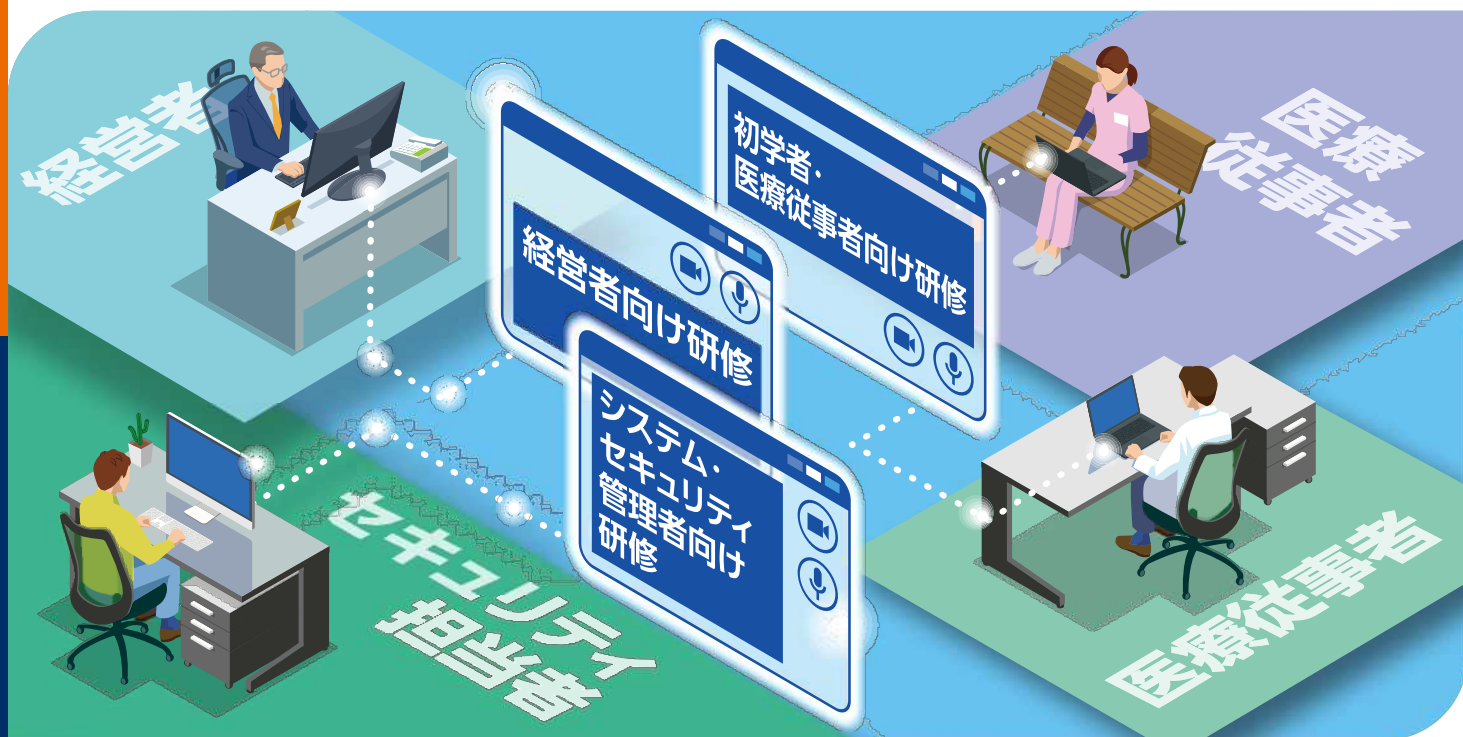 経営者
初学者・
医療従事者向け研修
医療
従事者
経営者向け研修
システム・
セキュリティ
管理者向け
研修
セキュリティ
担当者
医療従事者